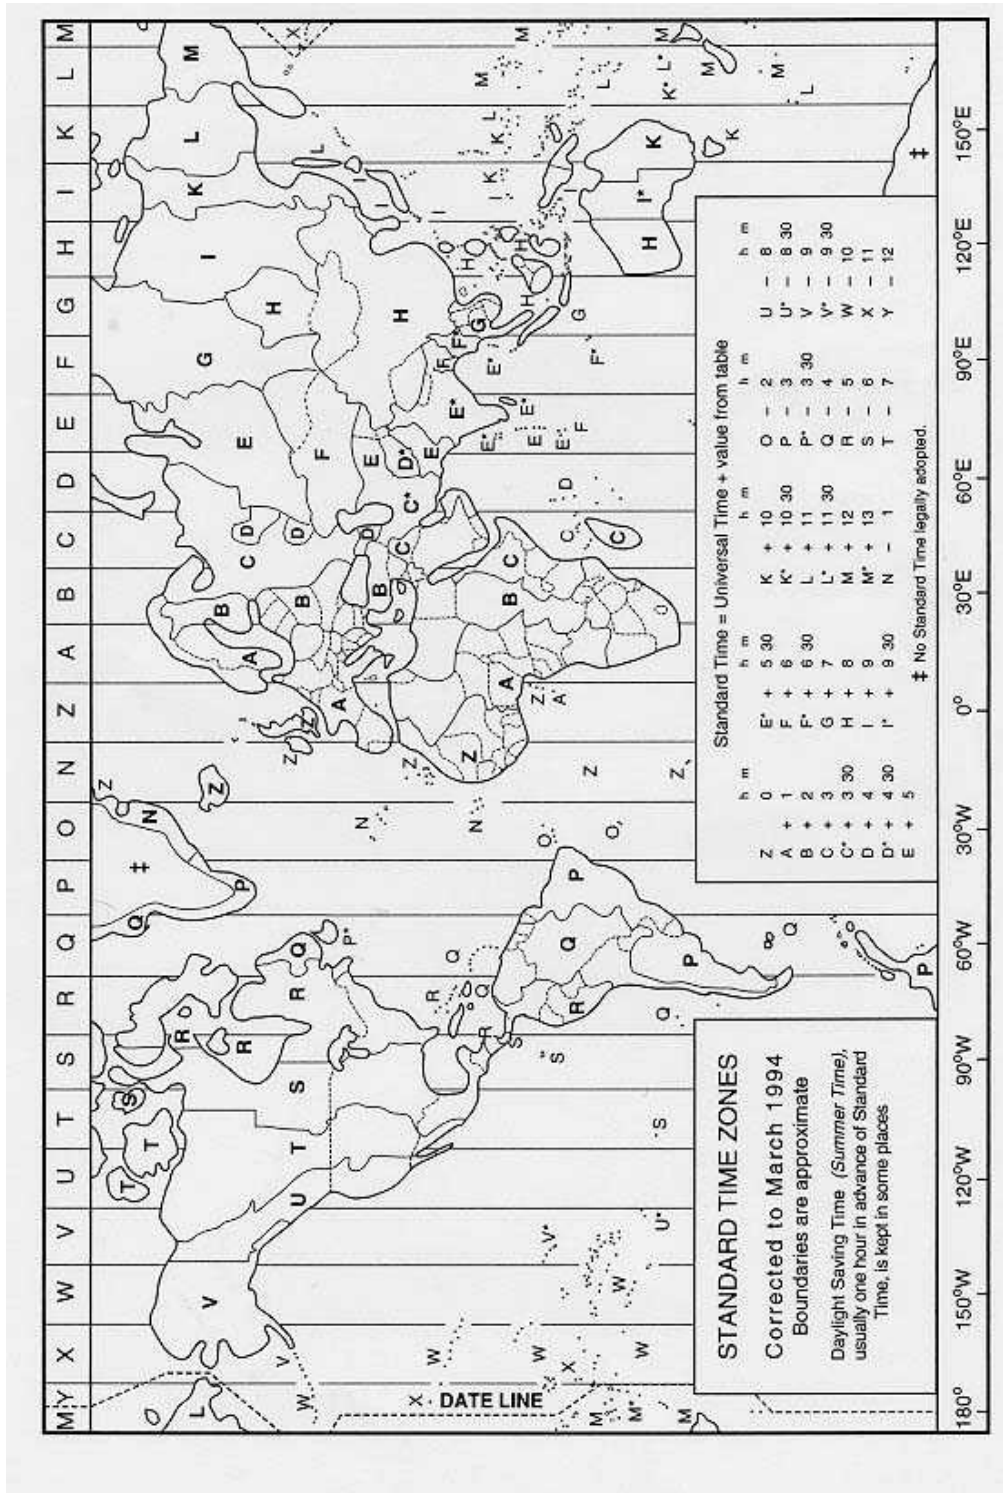 M Y X W V U T S R Q P O N Z A B C D E F G H I K L M
Z
T S Q ‡ N X
T R P Z
L V R A B C D E G I K L M
R D
V S R Q Z B F H I L
W U T P* Z A D I
N Z B D E H I
X · DATE LINE
W R Q C* D* E F
Q N Z C E* F* G H I K L M
R Z E* H
V* S A B C E* H M
W X S Q O Z A C D E G L
M R P O Z C F F*
W S Q K* L* M
M* U* Z H I* K
P M
M Q K M L
P ‡
STANDARD TIME ZONES
Corrected to March 1994
Boundaries are approximate
Daylight Saving Time (Summer Time),
usually one hour in advance of Standard
Time, is kept in some places
Standard Time = Universal Time + value from table
h m h m h m h m h m
Z 0 E* + 5 30 K + 10 O – 2 U – 8
A + 1 F + 6 K* + 10 30 P – 3 U* – 8 30
B + 2 F* + 6 30 L + 11 P* – 3 30 V – 9
C + 3 G + 7 L* + 11 30 Q – 4 V* – 9 30
C* + 3 30 H + 8 M + 12 R – 5 W – 10
D + 4 I + 9 M* + 13 S – 6 X – 11
D* + 4 30 I* + 9 30 N – 1 T – 7 Y – 12
E + 5
‡ No Standard Time legally adopted.
180° 150°W 120°W 90°W 60°W 30°W 0° 30°E 60°E 90°E 120°E 150°E